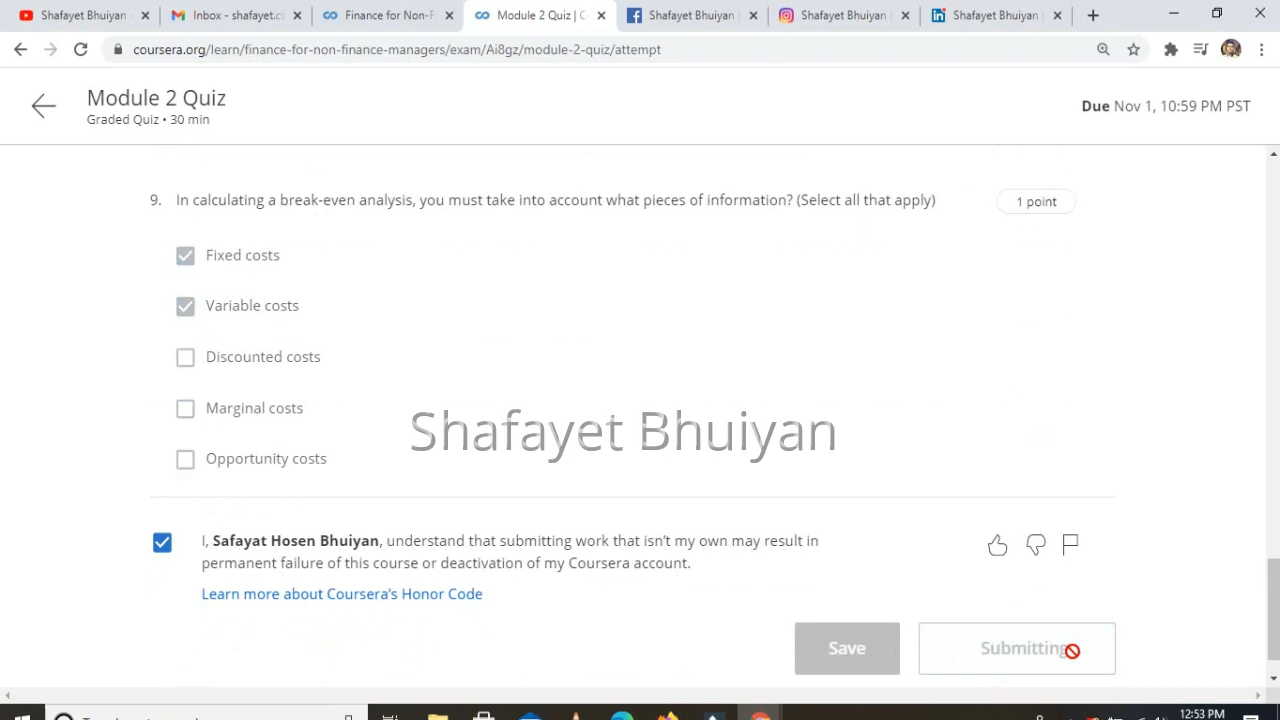 Shafayet Bhuiyan
Inbox - shafayet.cs
Finance for Non-F
Module 2 Quiz | C
Shafayet Bhuiyan |
Shafayet Bhuiyan
Shafayet Bhuiyan |
coursera.org/learn/finance-for-non-finance-managers/exam/Ai8gz/module-2-quiz/attempt
Module 2 Quiz
Graded Quiz • 30 min
Due Nov 1, 10:59 PM PST
9. In calculating a break-even analysis, you must take into account what pieces of information? (Select all that apply)
1 point
Fixed costs
Variable costs
Discounted costs
Marginal costs
Opportunity costs
Shafayet Bhuiyan
I, Safayat Hosen Bhuiyan, understand that submitting work that isn't my own may result in
permanent failure of this course or deactivation of my Coursera account.
Learn more about Coursera's Honor Code
Save
Submitting
12:53 PM